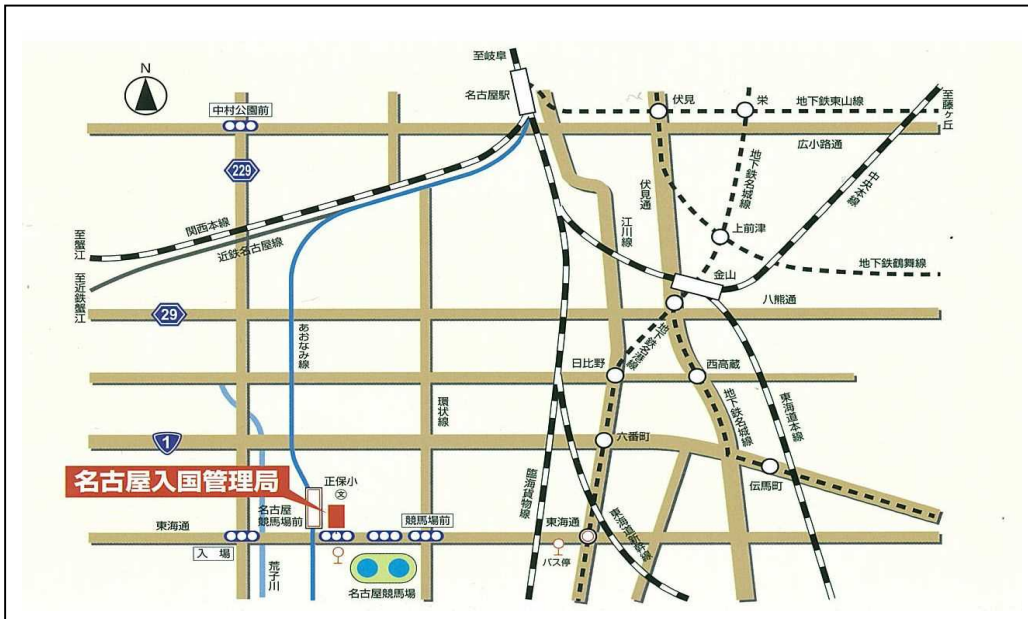 N
至岐阜
名古屋駅
中村公園前
229
伏見
栄
地下鉄東山線
至藤ヶ丘
広小路通
地下鉄名城線
中央本線
伏見通
江川線
関西本線
近鉄名古屋線
至蟹江
至近鉄蟹江
上前津
地下鉄鶴舞線
金山
八熊通
29
あおなみ線
地下鉄名港線
日比野
西高蔵
環状線
地下鉄名城線
東海道本線
1
六番町
伝馬町
名古屋入国管理局
正保小
文
名古屋
競馬場前
臨海貨物線
東海道新幹線
東海通
競馬場前
東海通
入場
荒子川
バス停
名古屋競馬場